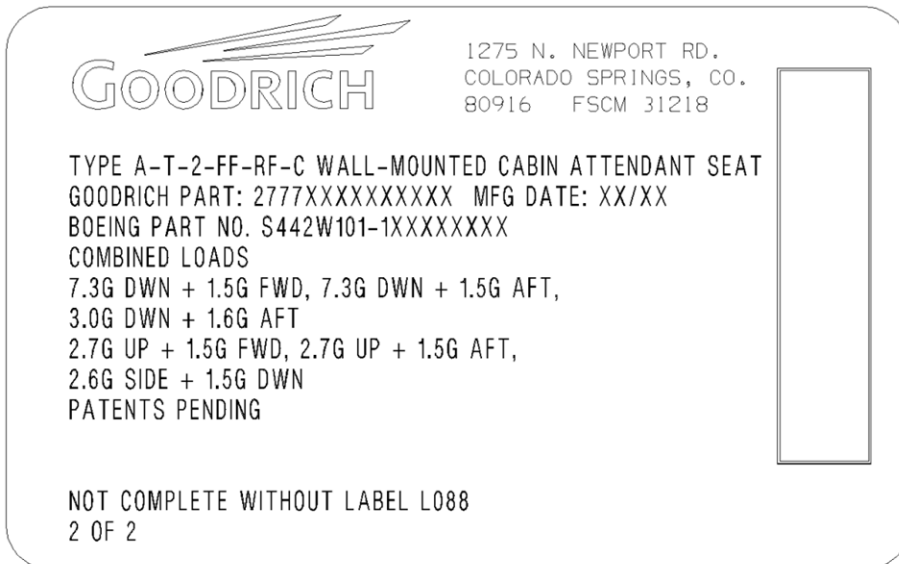 GOODRICH
1275 N. NEWPORT RD.
COLORADO SPRINGS, CO.
80916 FSCM 31218
TYPE A-T-2-FF-RF-C WALL-MOUNTED CABIN ATTENDANT SEAT
GOODRICH PART: 2777XXXXXXXXXX MFG DATE: XX/XX
BOEING PART NO. S442W101-1XXXXXXXX
COMBINED LOADS
7.3G DWN + 1.5G FWD, 7.3G DWN + 1.5G AFT,
3.0G DWN + 1.6G AFT
2.7G UP + 1.5G FWD, 2.7G UP + 1.5G AFT,
2.6G SIDE + 1.5G DWN
PATENTS PENDING
NOT COMPLETE WITHOUT LABEL L088
2 OF 2